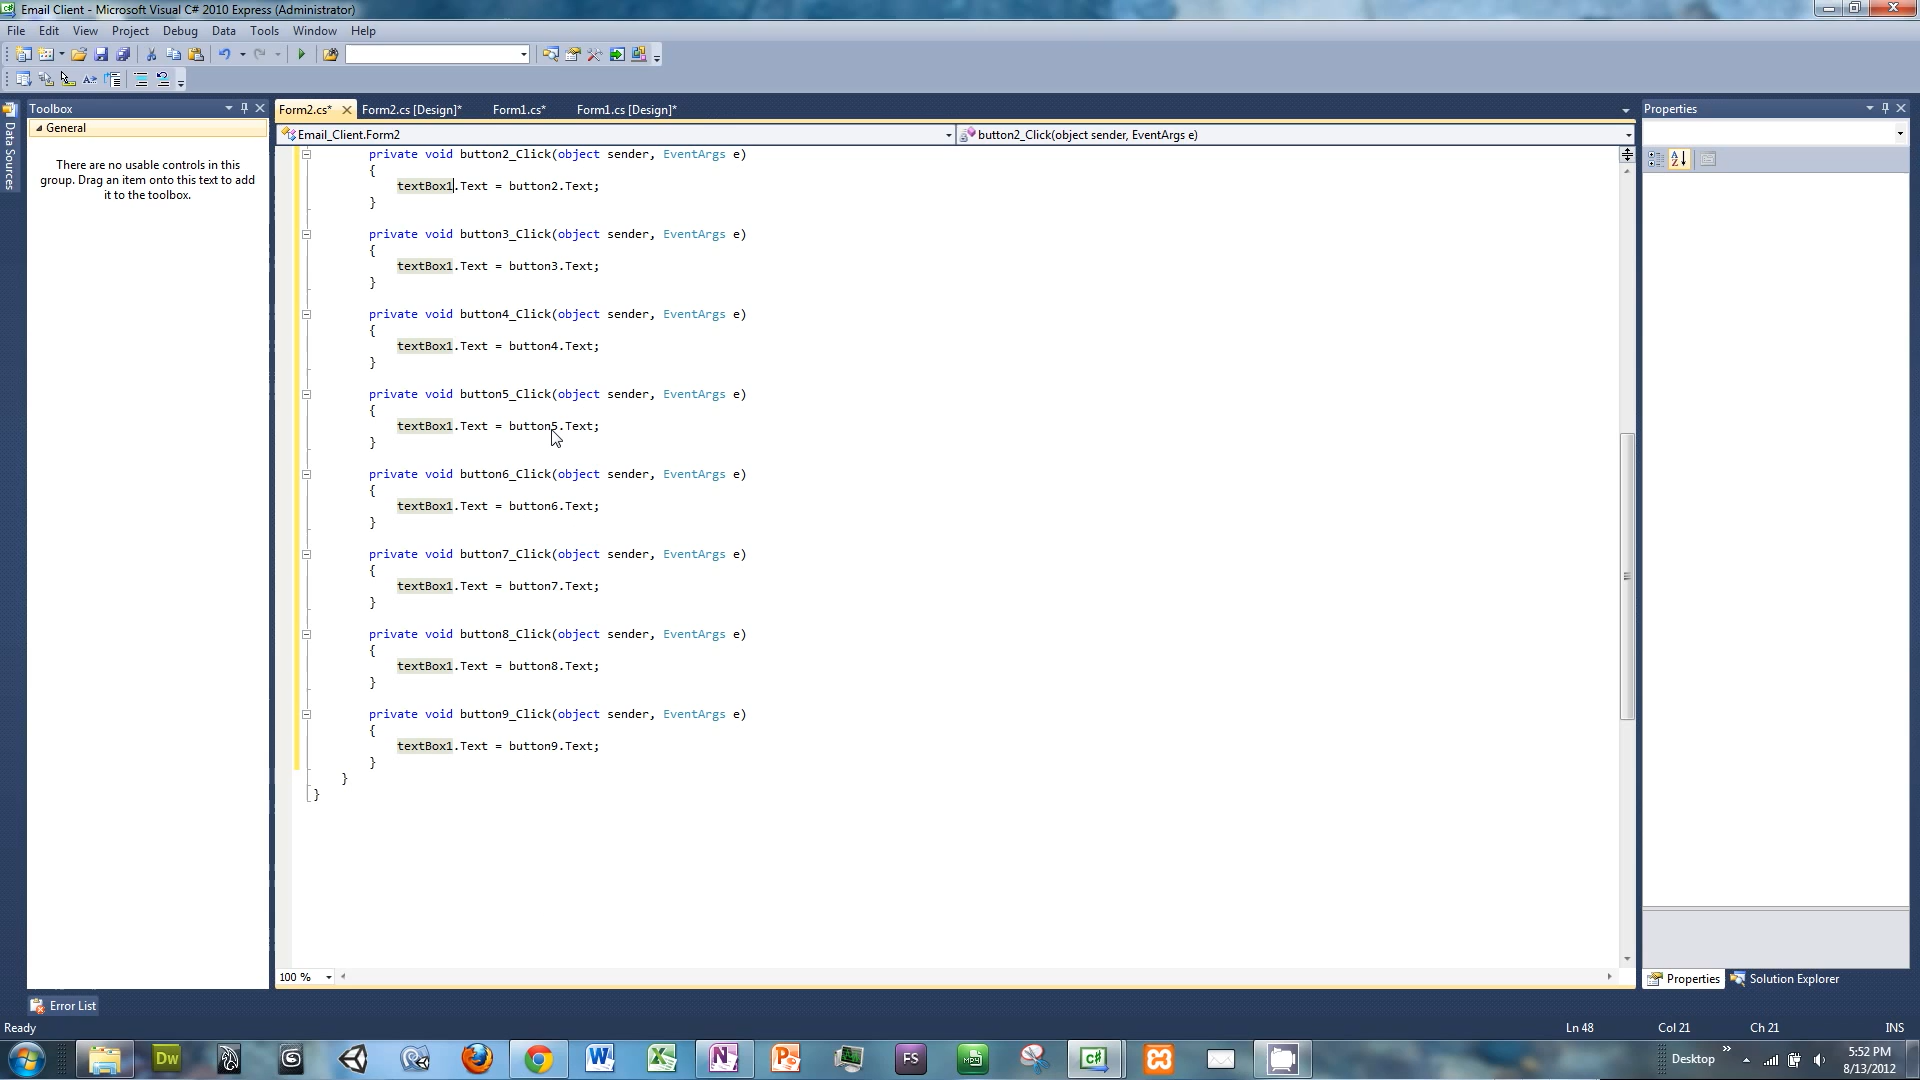 Email Client - Microsoft Visual C# 2010 Express (Administrator)
File Edit View Project Debug Data Tools Window Help
Data Sources
Toolbox
General
There are no usable controls in this
group. Drag an item onto this text to add
it to the toolbox.
Form2.cs* Form2.cs [Design]* Form1.cs* Form1.cs [Design]*
Email_Client.Form2 button2_Click(object sender, EventArgs e)
private void button2_Click(object sender, EventArgs e)
{
textBox1.Text = button2.Text;
}
private void button3_Click(object sender, EventArgs e)
{
textBox1.Text = button3.Text;
}
private void button4_Click(object sender, EventArgs e)
{
textBox1.Text = button4.Text;
}
private void button5_Click(object sender, EventArgs e)
{
textBox1.Text = button5.Text;
}
private void button6_Click(object sender, EventArgs e)
{
textBox1.Text = button6.Text;
}
private void button7_Click(object sender, EventArgs e)
{
textBox1.Text = button7.Text;
}
private void button8_Click(object sender, EventArgs e)
{
textBox1.Text = button8.Text;
}
private void button9_Click(object sender, EventArgs e)
{
textBox1.Text = button9.Text;
}
}
}
100 %
Properties
Properties Solution Explorer
Error List
Ready Ln 48 Col 21 Ch 21 INS
Dw FS MP4 C# Desktop
5:52 PM
8/13/2012